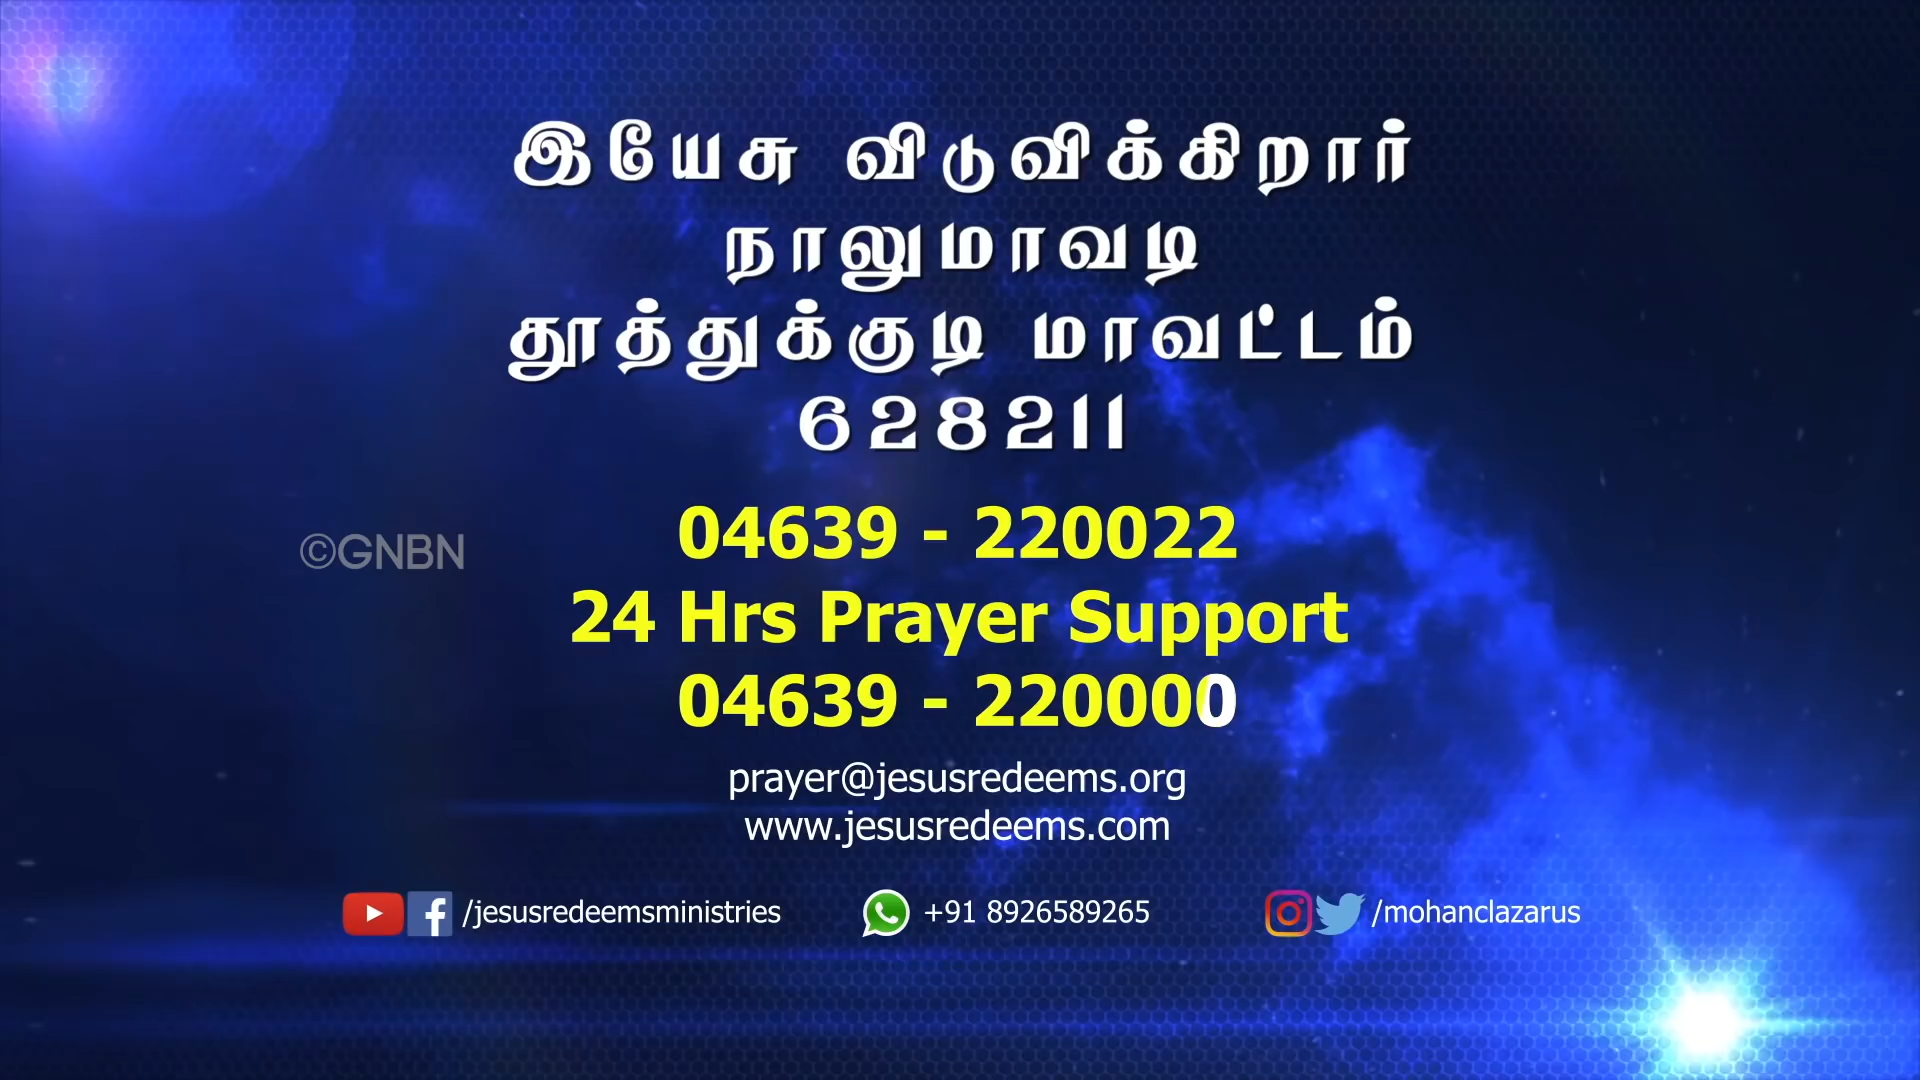 இயேசு விடுவிக்கிறார்
நாலுமாவடி
தூத்துக்குடி மாவட்டம்
628211
04639 - 220022
©GNBN
24 Hrs Prayer Support
04639 - 220000
prayer@jesusredeems.org
www.jesusredeems.com
/jesusredeemsministries
+91 8926589265
/mohanclazarus